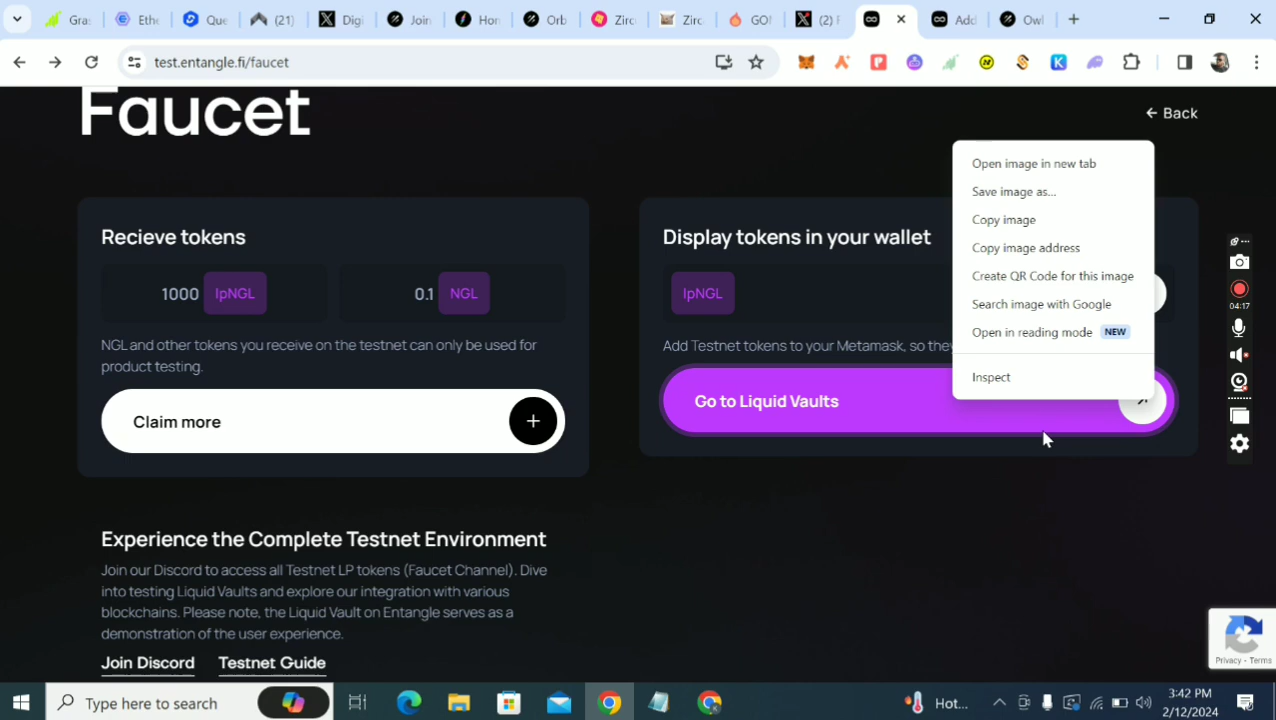 Gras
Ethe
Que
(21)
Digi
Join
Hon
Orb
Zirc
Zirc
GO!
(2) F
Add
Owl
test.entangle.fi/faucet
Faucet
Back
Recieve tokens
1000 lpNGL
0.1 NGL
NGL and other tokens you receive on the testnet can only be used for
product testing.
Claim more
Display tokens in your wallet
lpNGL
Add Testnet tokens to your Metamask, so they
Go to Liquid Vaults
Open image in new tab
Save image as...
Copy image
Copy image address
Create QR Code for this image
Search image with Google
Open in reading mode NEW
Inspect
04:17
Experience the Complete Testnet Environment
Join our Discord to access all Testnet LP tokens (Faucet Channel). Dive
into testing Liquid Vaults and explore our integration with various
blockchains. Please note, the Liquid Vault on Entangle serves as a
demonstration of the user experience.
Join Discord Testnet Guide
Privacy - Terms
Type here to search
Hot...
3:42 PM
2/12/2024